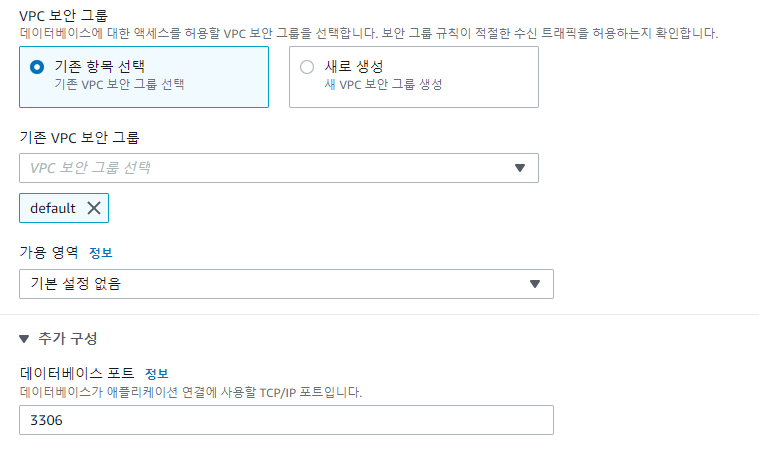 VPC 보안 그룹
데이터베이스에 대한 액세스를 허용할 VPC 보안 그룹을 선택합니다. 보안 그룹 규칙이 적절한 수신 트래픽을 허용하는지 확인합니다.
기존 항목 선택
기존 VPC 보안 그룹 선택
새로 생성
새 VPC 보안 그룹 생성
기존 VPC 보안 그룹
VPC 보안 그룹 선택
default
가용 영역 정보
기본 설정 없음
추가 구성
데이터베이스 포트 정보
데이터베이스가 애플리케이션 연결에 사용할 TCP/IP 포트입니다.
3306